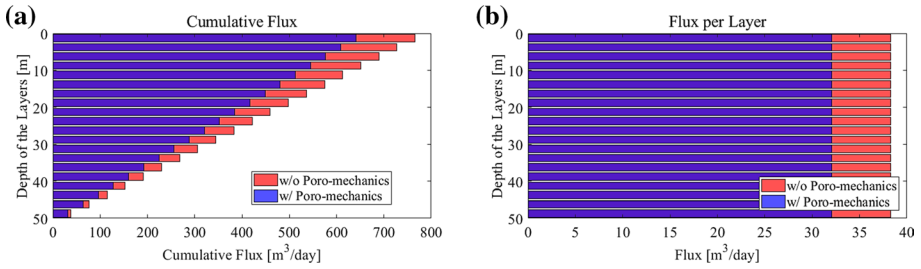 (a)
Cumulative Flux
Depth of the Layers [m]
0
10
20
30
40
50
w/o Poro-mechanics
w/ Poro-mechanics
0 100 200 300 400 500 600 700 800
Cumulative Flux [m³/day]
(b)
Flux per Layer
Depth of the Layers [m]
0
10
20
30
40
50
w/o Poro-mechanics
w/ Poro-mechanics
0 5 10 15 20 25 30 35 40
Flux [m³/day]